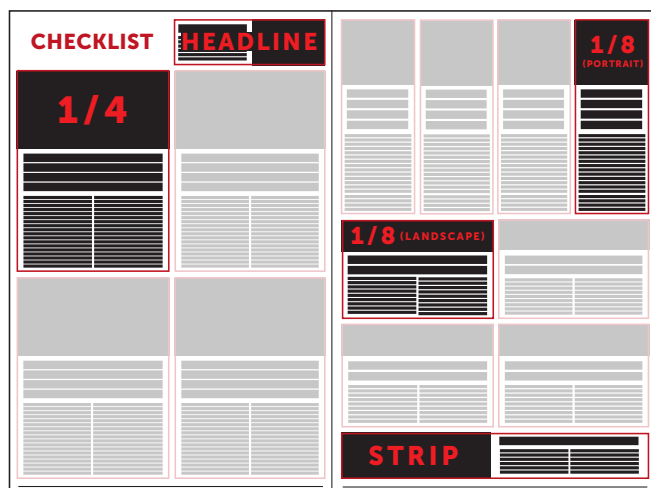 CHECKLIST
HEADLINE
1/4
1/8
(PORTRAIT)
1/8 (LANDSCAPE)
STRIP